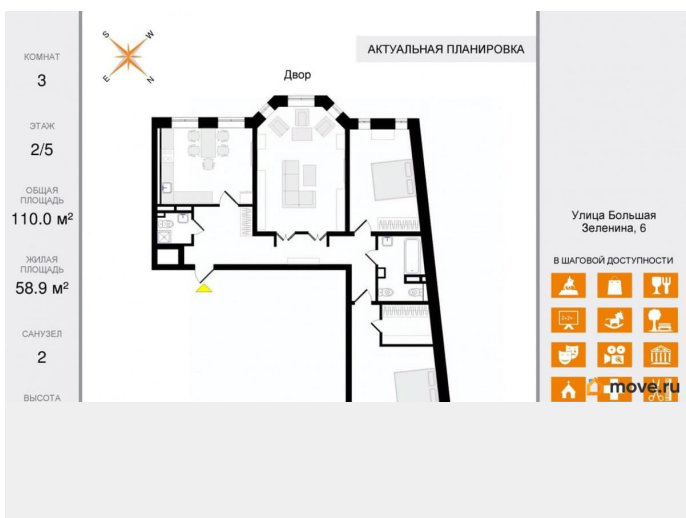 КОМНАТ
3
ЭТАЖ
2/5
ОБЩАЯ
ПЛОЩАДЬ
110.0 м²
ЖИЛАЯ
ПЛОЩАДЬ
58.9 м²
САНУЗЕЛ
2
ВЫСОТА
S
W
E
N
АКТУАЛЬНАЯ ПЛАНИРОВКА
Двор
Улица Большая
Зеленина, 6
В ШАГОВОЙ ДОСТУПНОСТИ
move.ru